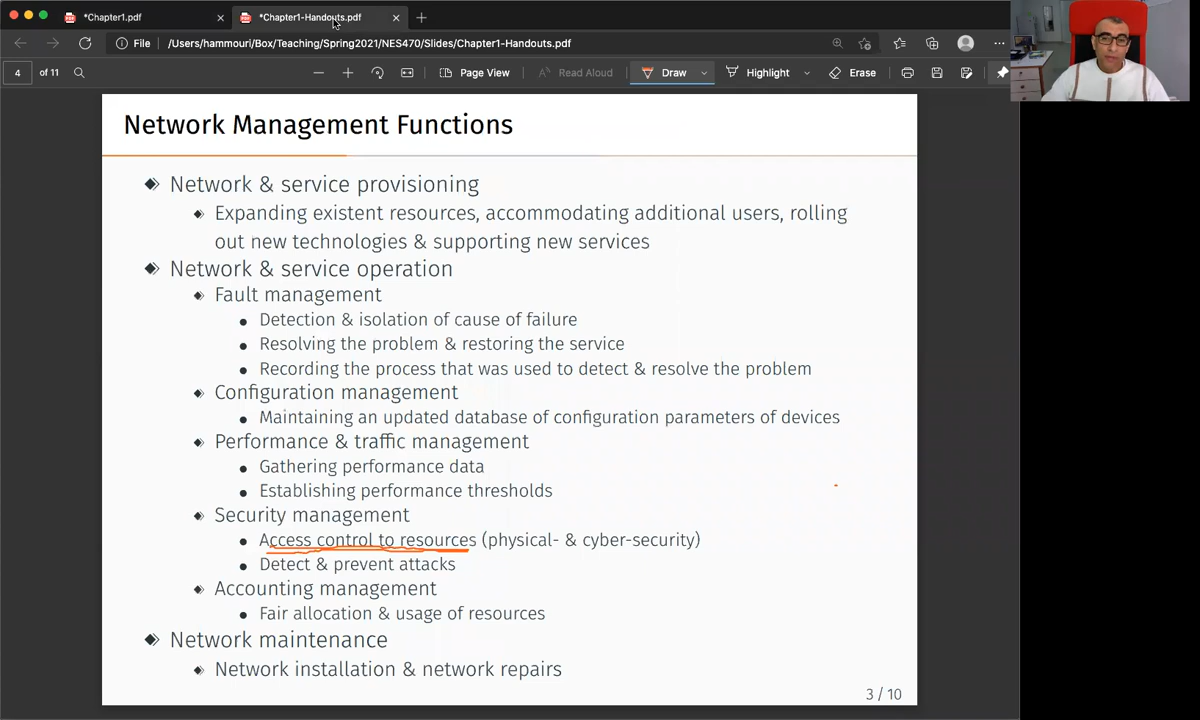 *Chapter1.pdf
*Chapter1-Handouts.pdf
File /Users/hammouri/Box/Teaching/Spring2021/NES470/Slides/Chapter1-Handouts.pdf
4 of 11 Page View Read Aloud Draw Highlight Erase
Network Management Functions
Network & service provisioning
Expanding existent resources, accommodating additional users, rolling
out new technologies & supporting new services
Network & service operation
Fault management
Detection & isolation of cause of failure
Resolving the problem & restoring the service
Recording the process that was used to detect & resolve the problem
Configuration management
Maintaining an updated database of configuration parameters of devices
Performance & traffic management
Gathering performance data
Establishing performance thresholds
Security management
Access control to resources (physical- & cyber-security)
Detect & prevent attacks
Accounting management
Fair allocation & usage of resources
Network maintenance
Network installation & network repairs
3 / 10